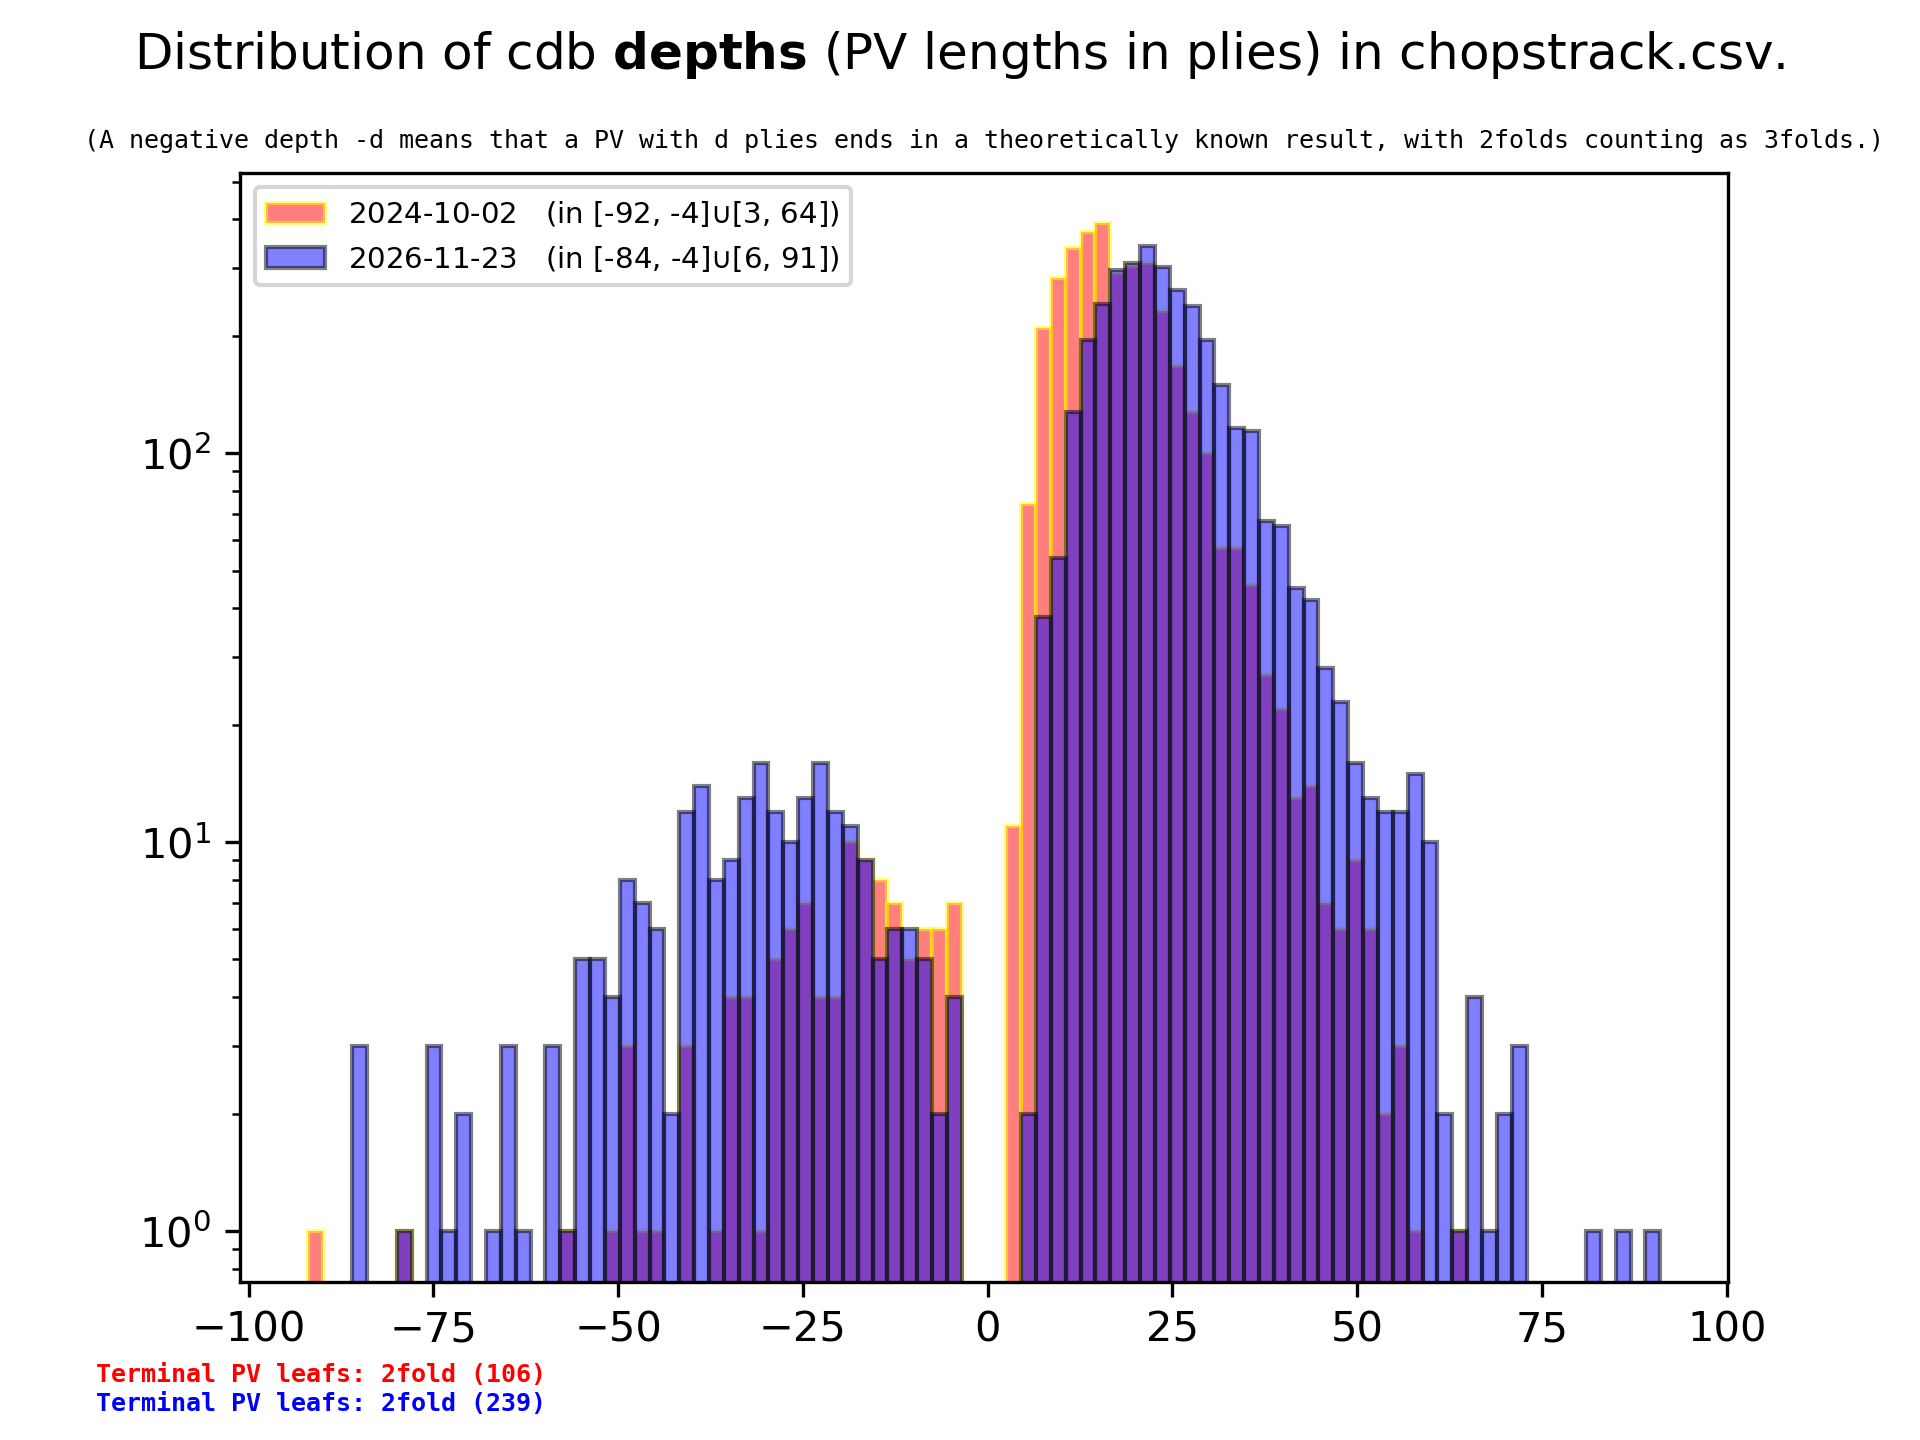 Distribution of cdb depths (PV lengths in plies) in chopstrack.csv.
(A negative depth -d means that a PV with d plies ends in a theoretically known result, with 2folds counting as 3folds.)
2024-10-02 (in [-92, -4]∪[3, 64])
2026-11-23 (in [-84, -4]∪[6, 91])
10²
10¹
10⁰
−100 −75 −50 −25 0 25 50 75 100
Terminal PV leafs: 2fold (106)
Terminal PV leafs: 2fold (239)